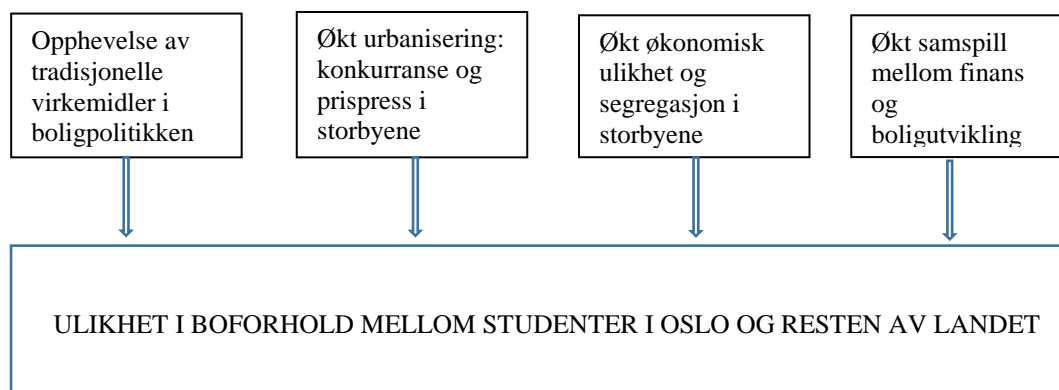 Opphevelse av
tradisjonelle
virkemidler i
boligpolitikken
Økt urbanisering:
konkurranse og
prispress i
storbyene
Økt økonomisk
ulikhet og
segregasjon i
storbyene
Økt samspill
mellom finans
og
boligutvikling
ULIKHET I BOFORHOLD MELLOM STUDENTER I OSLO OG RESTEN AV LANDET